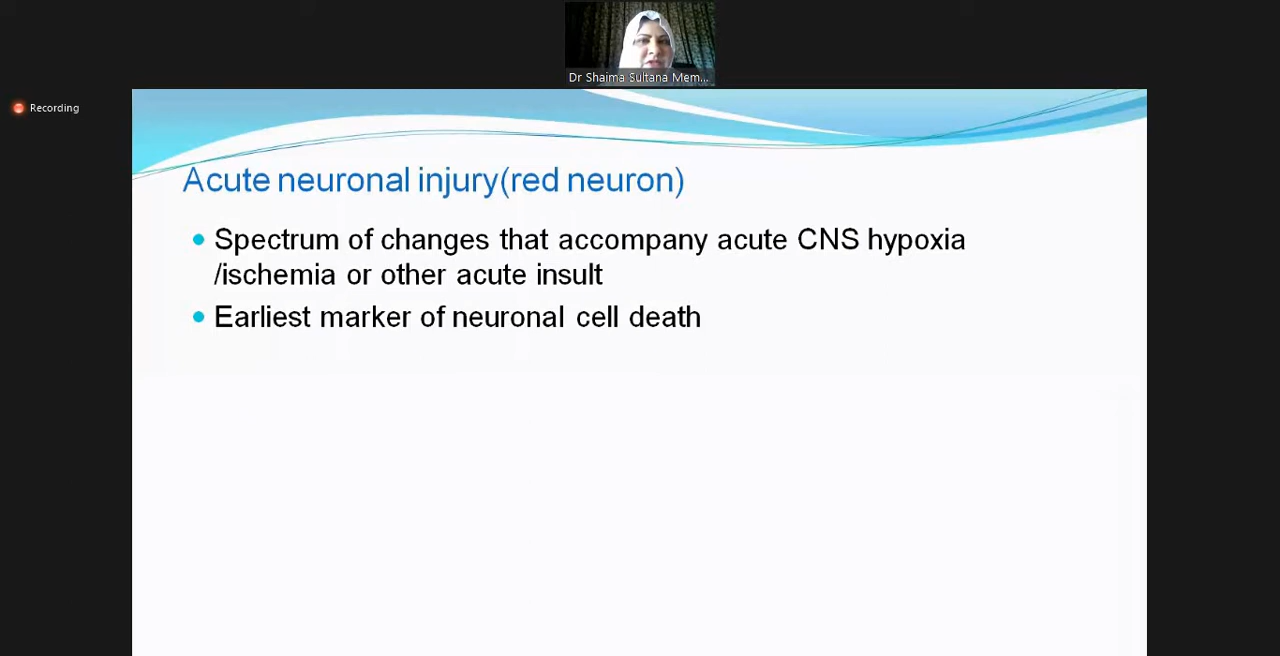 Dr Shaima Sultana Mem...
Recording
Acute neuronal injury(red neuron)
Spectrum of changes that accompany acute CNS hypoxia
/ischemia or other acute insult
Earliest marker of neuronal cell death